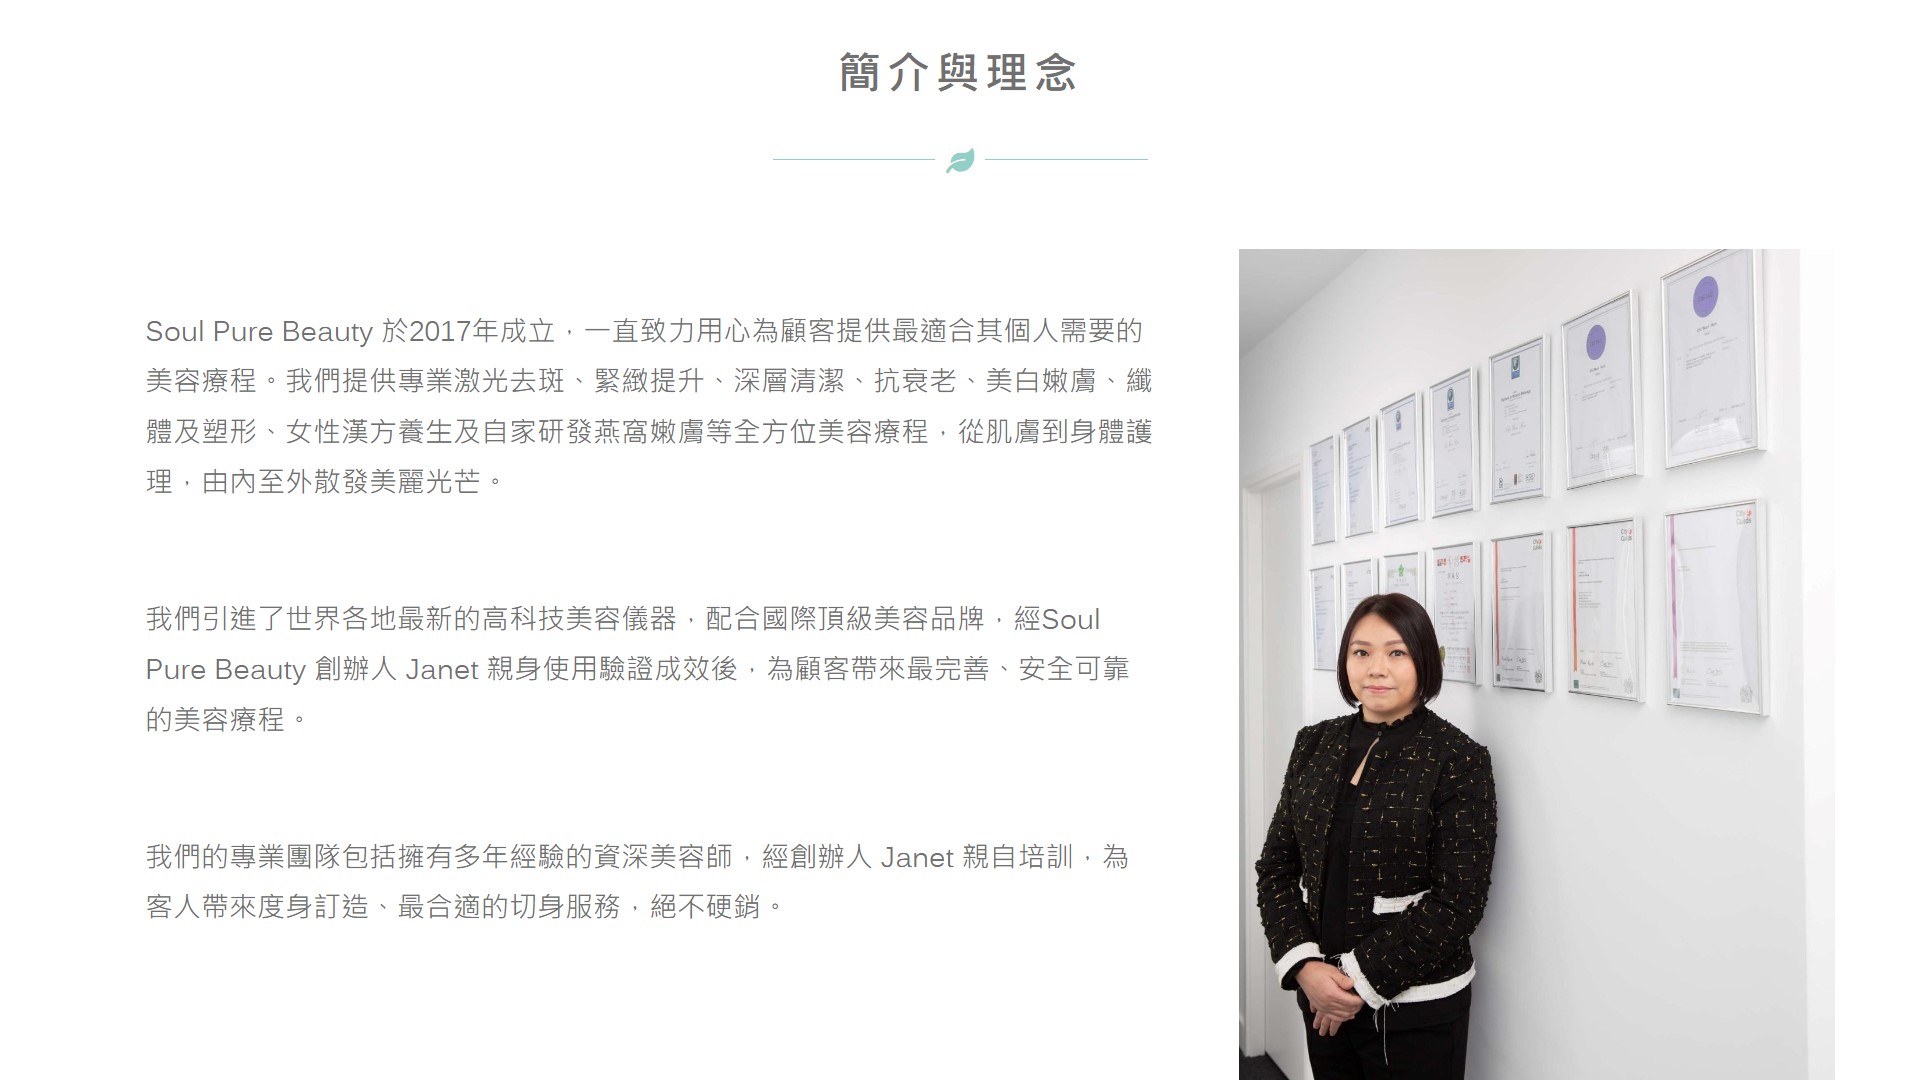 簡介與理念
Soul Pure Beauty 於2017年成立，一直致力用心為顧客提供最適合其個人需要的
美容療程。我們提供專業激光去斑、緊緻提升、深層清潔、抗衰老、美白嫩膚、纖
體及塑形、女性漢方養生及自家研發燕窩嫩膚等全方位美容療程，從肌膚到身體護
理，由內至外散發美麗光芒。
我們引進了世界各地最新的高科技美容儀器，配合國際頂級美容品牌，經Soul
Pure Beauty 創辦人 Janet 親身使用驗證成效後，為顧客帶來最完善、安全可靠
的美容療程。
我們的專業團隊包括擁有多年經驗的資深美容師，經創辦人 Janet 親自培訓，為
客人帶來度身訂造、最合適的切身服務，絕不硬銷。